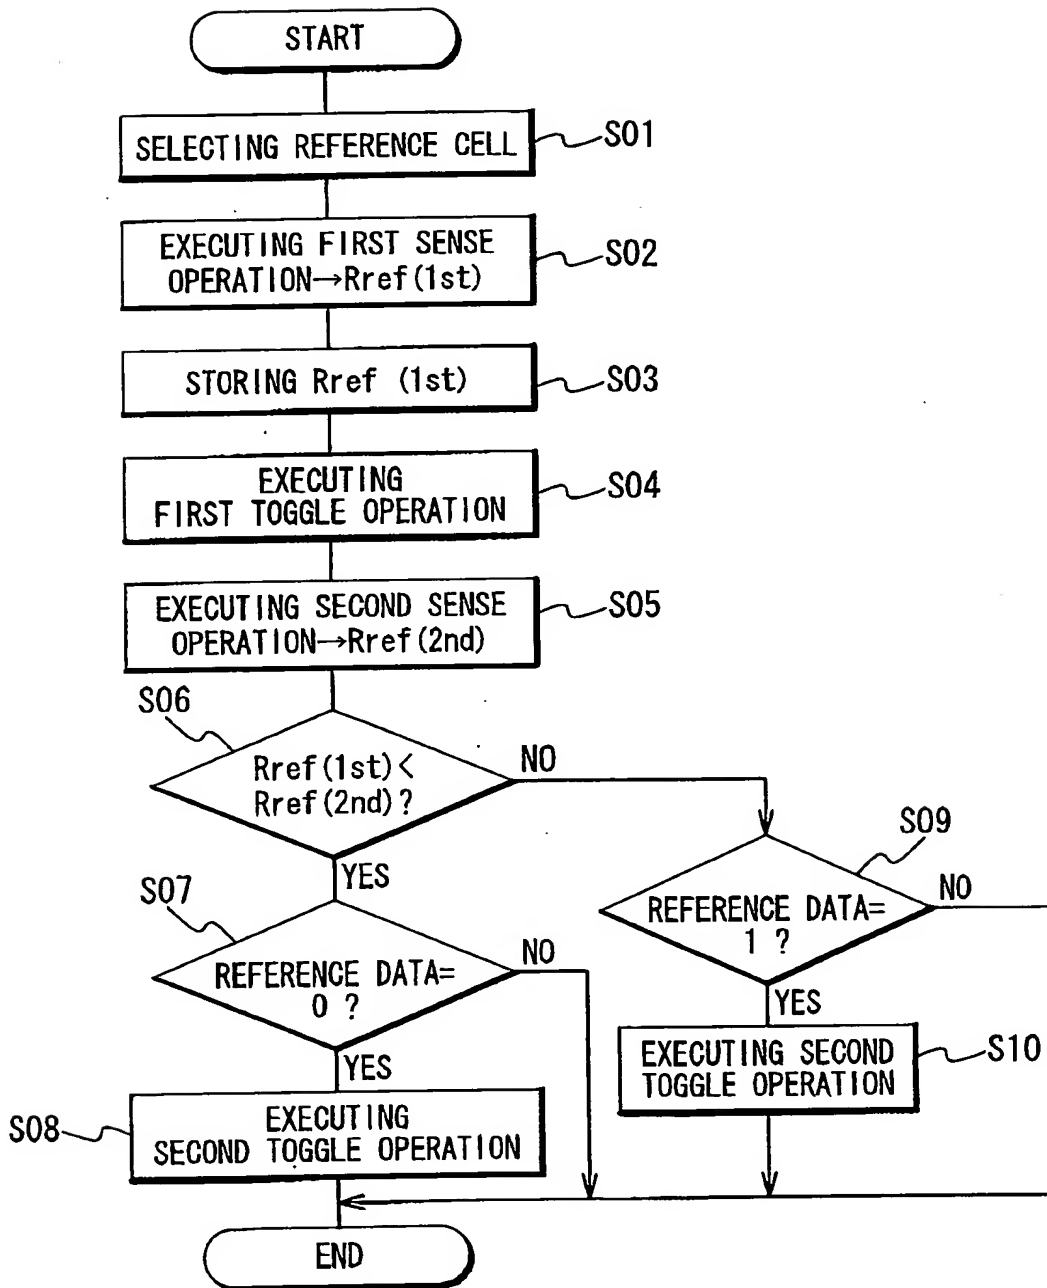 START
SELECTING REFERENCE CELL
S01
EXECUTING FIRST SENSE
OPERATION→Rref(1st)
S02
STORING Rref (1st)
S03
EXECUTING
FIRST TOGGLE OPERATION
S04
EXECUTING SECOND SENSE
OPERATION→Rref(2nd)
S05
S06
Rref(1st)<
Rref(2nd)?
NO
YES
S09
REFERENCE DATA=
1 ?
NO
YES
S07
REFERENCE DATA=
0 ?
NO
YES
EXECUTING SECOND
TOGGLE OPERATION
S10
S08
EXECUTING
SECOND TOGGLE OPERATION
END